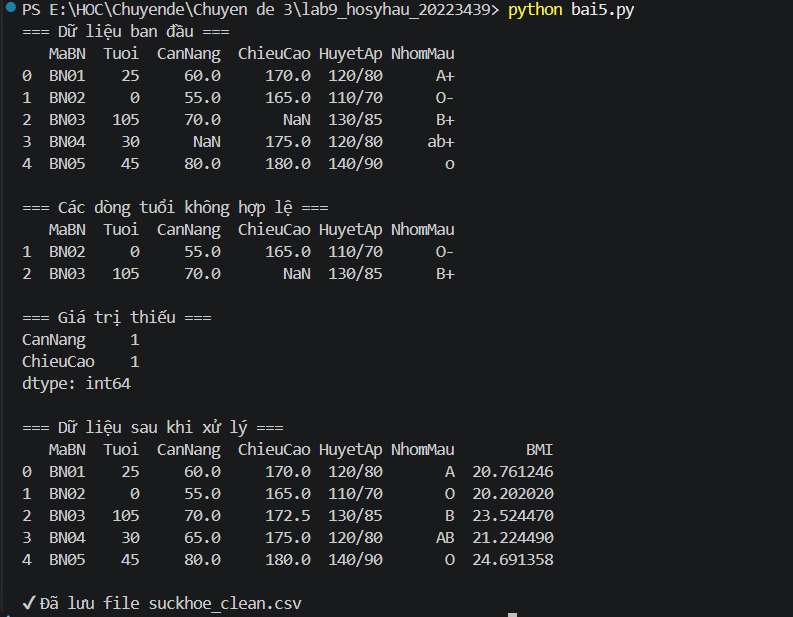 PS E:\HOC\Chuyende\Chuyen de 3\lab9_hosyhau_20223439> python bai5.py
=== Dữ liệu ban đầu ===
   MaBN  Tuoi  CanNang  ChieuCao HuyetAp NhomMau
0  BN01    25     60.0     170.0  120/80      A+
1  BN02     0     55.0     165.0  110/70      O-
2  BN03   105     70.0       NaN  130/85      B+
3  BN04    30      NaN     175.0  120/80     ab+
4  BN05    45     80.0     180.0  140/90       o
=== Các dòng tuổi không hợp lệ ===
   MaBN  Tuoi  CanNang  ChieuCao HuyetAp NhomMau
1  BN02     0     55.0     165.0  110/70      O-
2  BN03   105     70.0       NaN  130/85      B+
=== Giá trị thiếu ===
CanNang     1
ChieuCao    1
dtype: int64
=== Dữ liệu sau khi xử lý ===
   MaBN  Tuoi  CanNang  ChieuCao HuyetAp NhomMau        BMI
0  BN01    25     60.0     170.0  120/80       A  20.761246
1  BN02     0     55.0     165.0  110/70       O  20.202020
2  BN03   105     70.0     172.5  130/85       B  23.524470
3  BN04    30     65.0     175.0  120/80      AB  21.224490
4  BN05    45     80.0     180.0  140/90       O  24.691358
✔Đã lưu file suckhoe_clean.csv